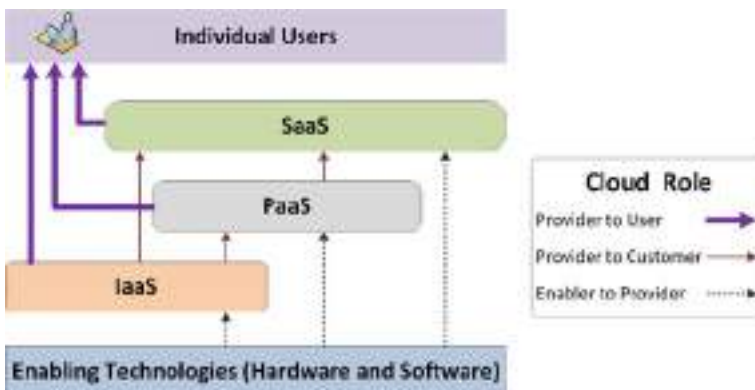 Individual Users
SaaS
PaaS
IaaS
Enabling Technologies (Hardware and Software)
Cloud Role
Provider to User
Provider to Customer
Enabler to Provider